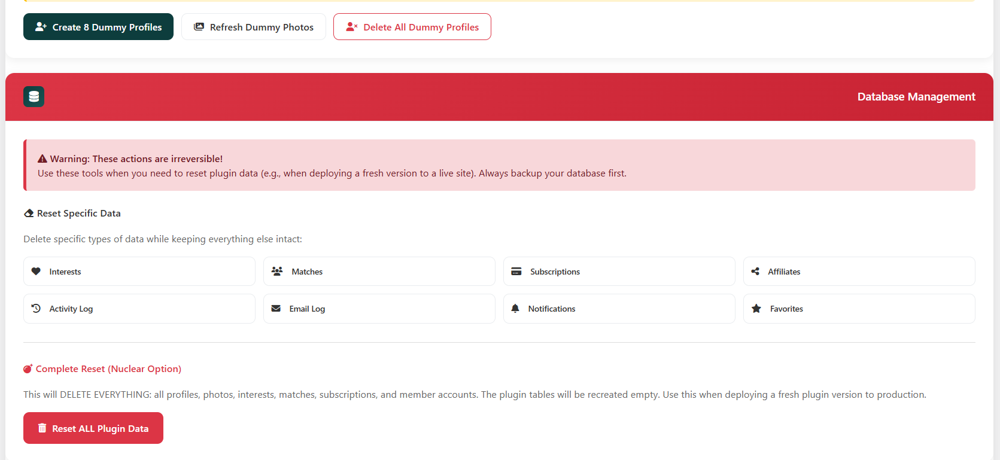 Create 8 Dummy Profiles
Refresh Dummy Photos
Delete All Dummy Profiles
Database Management
Warning: These actions are irreversible!
Use these tools when you need to reset plugin data (e.g., when deploying a fresh version to a live site). Always backup your database first.
Reset Specific Data
Delete specific types of data while keeping everything else intact:
Interests
Matches
Subscriptions
Affiliates
Activity Log
Email Log
Notifications
Favorites
Complete Reset (Nuclear Option)
This will DELETE EVERYTHING: all profiles, photos, interests, matches, subscriptions, and member accounts. The plugin tables will be recreated empty. Use this when deploying a fresh plugin version to production.
Reset ALL Plugin Data